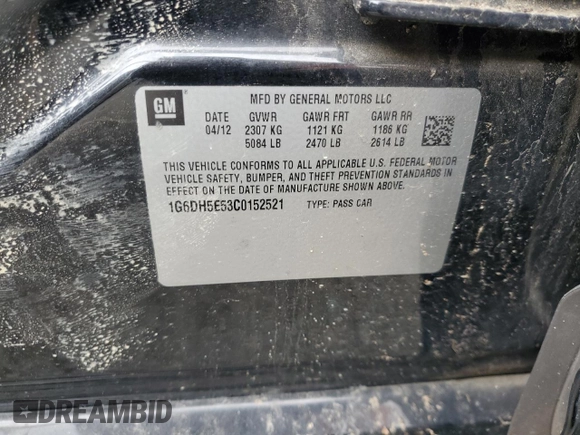 GM
MFD BY GENERAL MOTORS LLC
DATE GVWR GAWR FRT GAWR RR
04/12 2307 KG 1121 KG 1186 KG
5084 LB 2470 LB 2614 LB
THIS VEHICLE CONFORMS TO ALL APPLICABLE U.S. FEDERAL MOTOR
VEHICLE SAFETY, BUMPER, AND THEFT PREVENTION STANDARDS IN
EFFECT ON THE DATE OF MANUFACTURE SHOWN ABOVE.
1G6DH5E53C0152521 TYPE: PASS CAR
DREAMBID